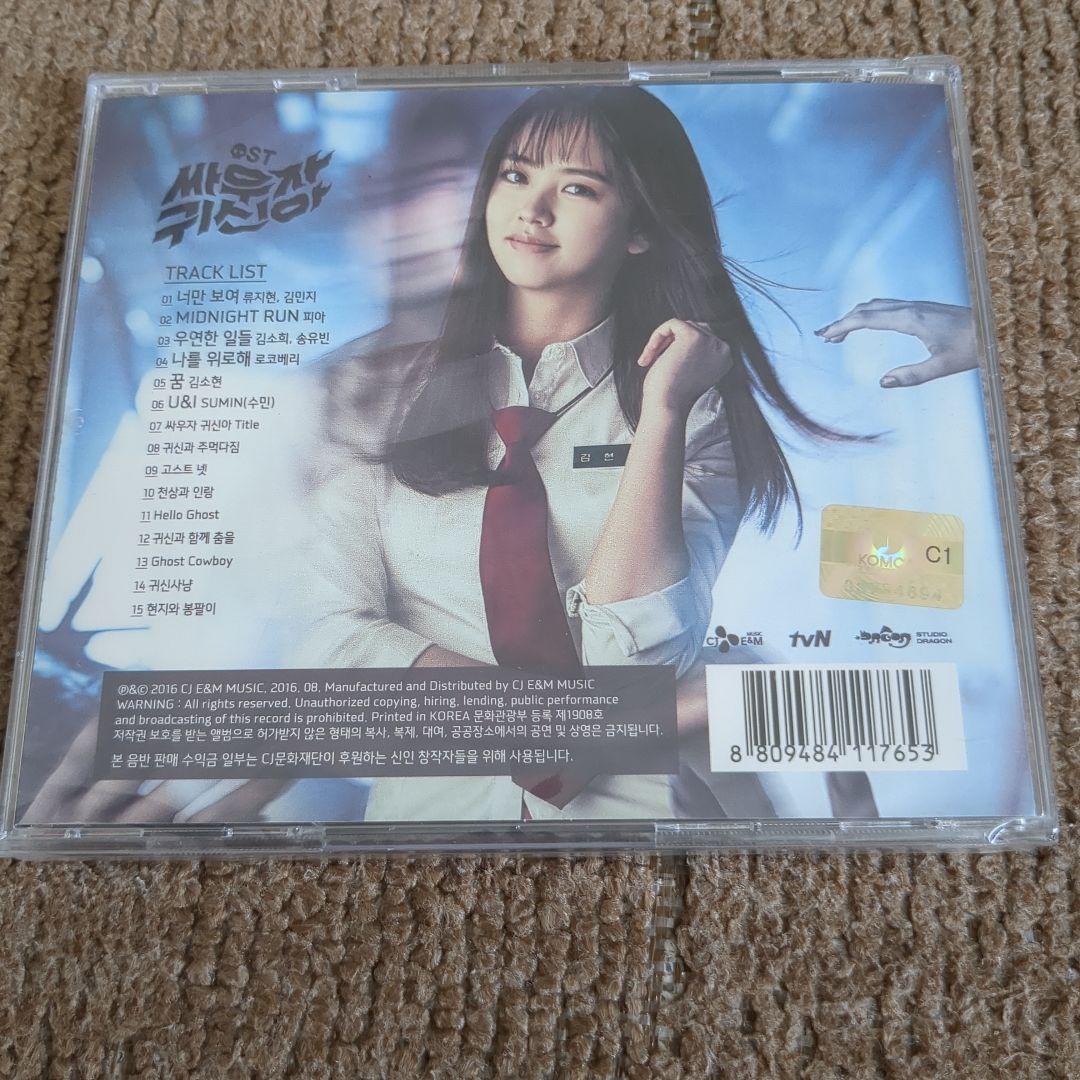 OST
싸우자
귀신아
TRACK LIST
01 너만 보여 류지현, 김민지
02 MIDNIGHT RUN 피아
03 우연한 일들 김소희, 송유빈
04 나를 위로해 로코베리
05 꿈 김소현
06 U&I SUMIN(수민)
07 싸우자 귀신아 Title
08 귀신과 주먹다짐
09 고스트 넷
10 천상과 인랑
11 Hello Ghost
12 귀신과 함께 춤을
13 Ghost Cowboy
14 귀신사냥
15 현지와 봉팔이
김 현
KOMC C1
4894
CJ E&M MUSIC
tvN
DRAGON STUDIO DRAGON
℗&© 2016 CJ E&M MUSIC, 2016, 08, Manufactured and Distributed by CJ E&M MUSIC
WARNING : All rights reserved. Unauthorized copying, hiring, lending, public performance
and broadcasting of this record is prohibited. Printed in KOREA 문화관광부 등록 제1908호
저작권 보호를 받는 앨범으로 허가받지 않은 형태의 복사, 복제, 대여, 공공장소에서의 공연 및 상영은 금지됩니다.
본 음반 판매 수익금 일부는 CJ문화재단이 후원하는 신인 창작자들을 위해 사용됩니다.
8 809484 117653